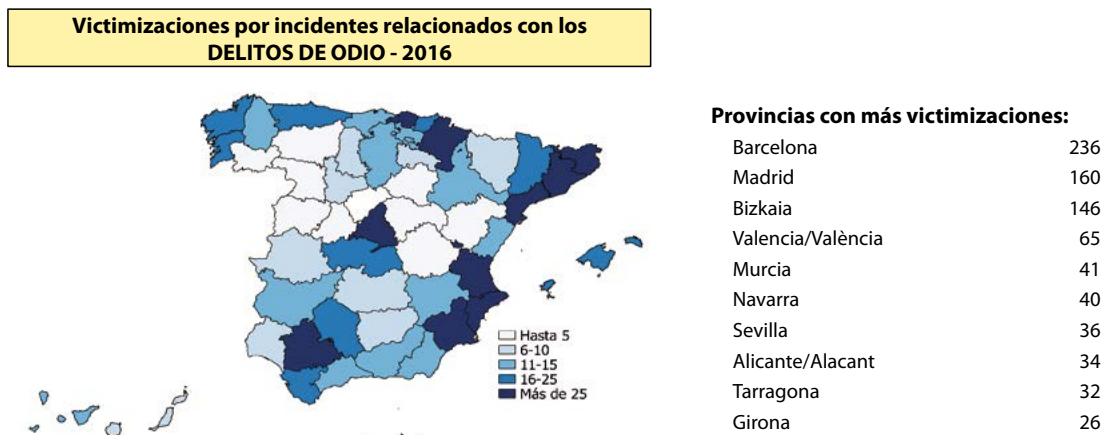 Victimizaciones por incidentes relacionados con los
DELITOS DE ODIO - 2016
Hasta 5
6-10
11-15
16-25
Más de 25
Provincias con más victimizaciones:
Barcelona 236
Madrid 160
Bizkaia 146
Valencia/València 65
Murcia 41
Navarra 40
Sevilla 36
Alicante/Alacant 34
Tarragona 32
Girona 26